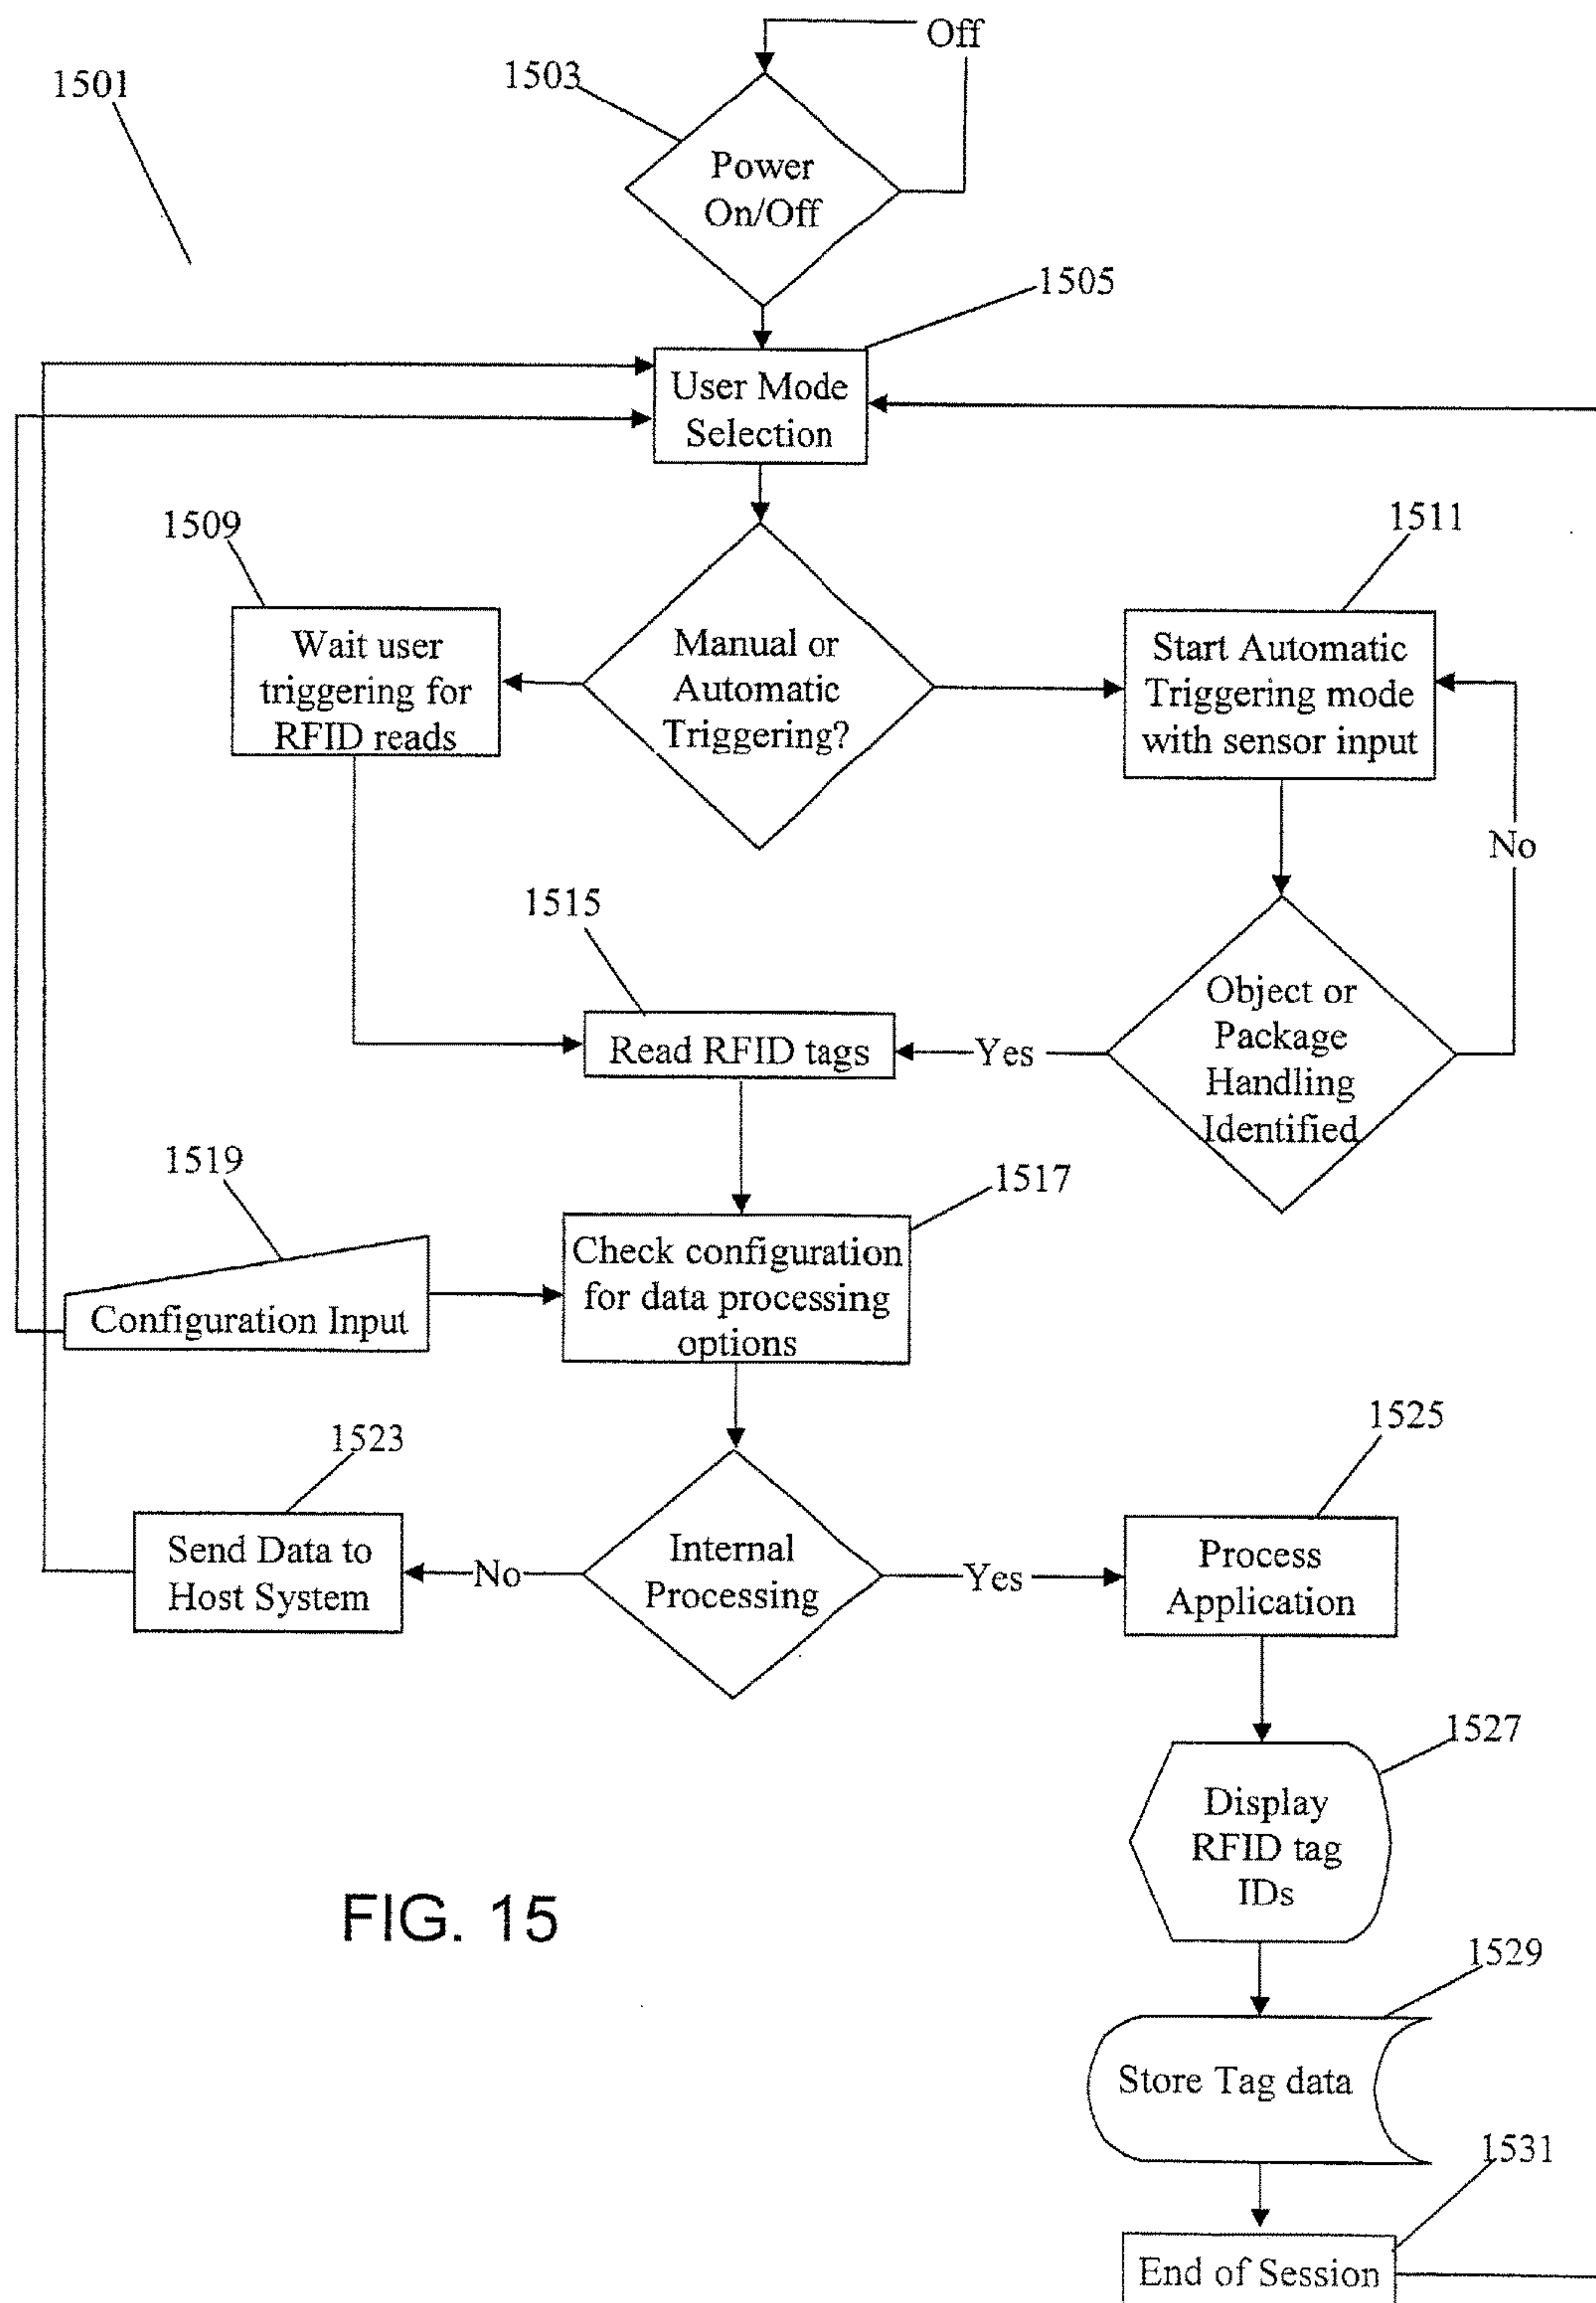 Off
1503
1501
Power
On/Off
1505
User Mode
Selection
1509
1511
Wait user
triggering for
RFID reads
Manual or
Automatic
Triggering?
Start Automatic
Triggering mode
with sensor input
No
1515
Read RFID tags
Yes
Object or
Package
Handling
Identified
1519
1517
Configuration Input
Check configuration
for data processing
options
1523
1525
Send Data to
Host System
No
Internal
Processing
Yes
Process
Application
1527
Display
RFID tag
IDs
FIG. 15
1529
Store Tag data
1531
End of Session